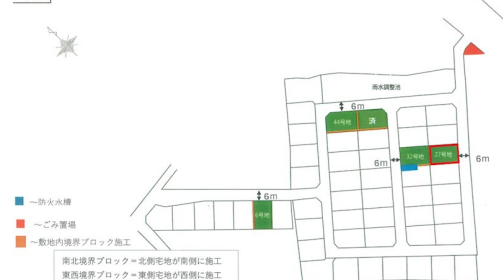 雨水調整池
6m
44号地
済
32号地
27号地
6m
6m
6m
6号地
～防火水槽
～ごみ置場
～敷地内境界ブロック施工
南北境界ブロック＝北側宅地が南側に施工
東西境界ブロック＝東側宅地が西側に施工